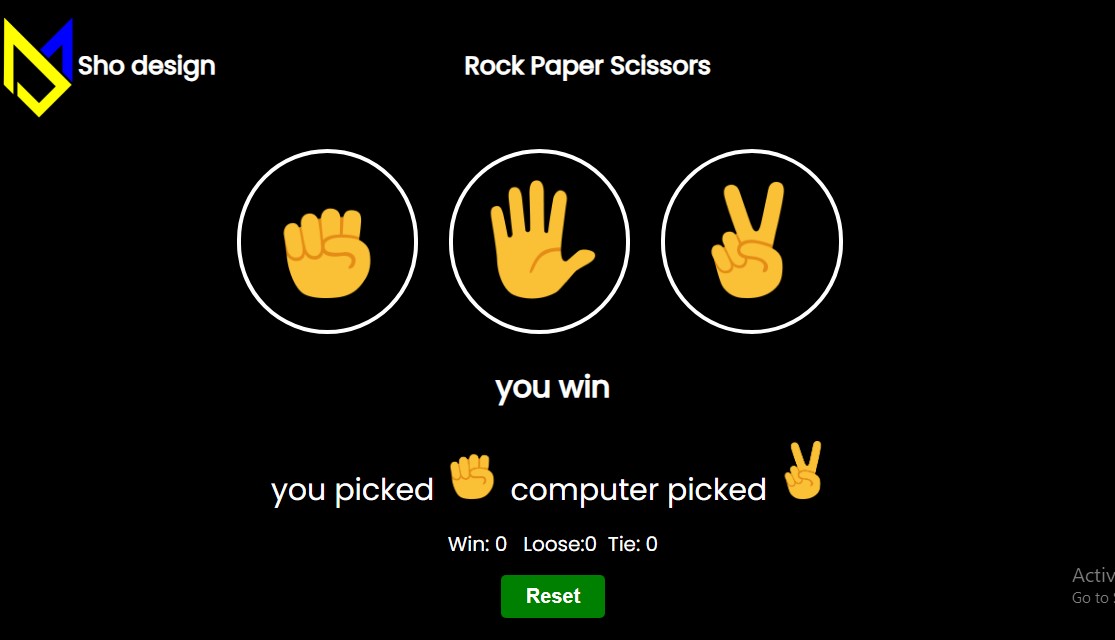 Sho design
Rock Paper Scissors
you win
you picked computer picked
Win: 0 Loose:0 Tie: 0
Activ
Go to
Reset